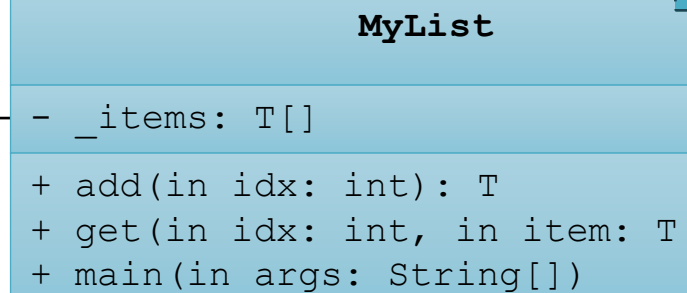 MyList
- _items: T[]
+ add(in idx: int): T
+ get(in idx: int, in item: T
+ main(in args: String[])